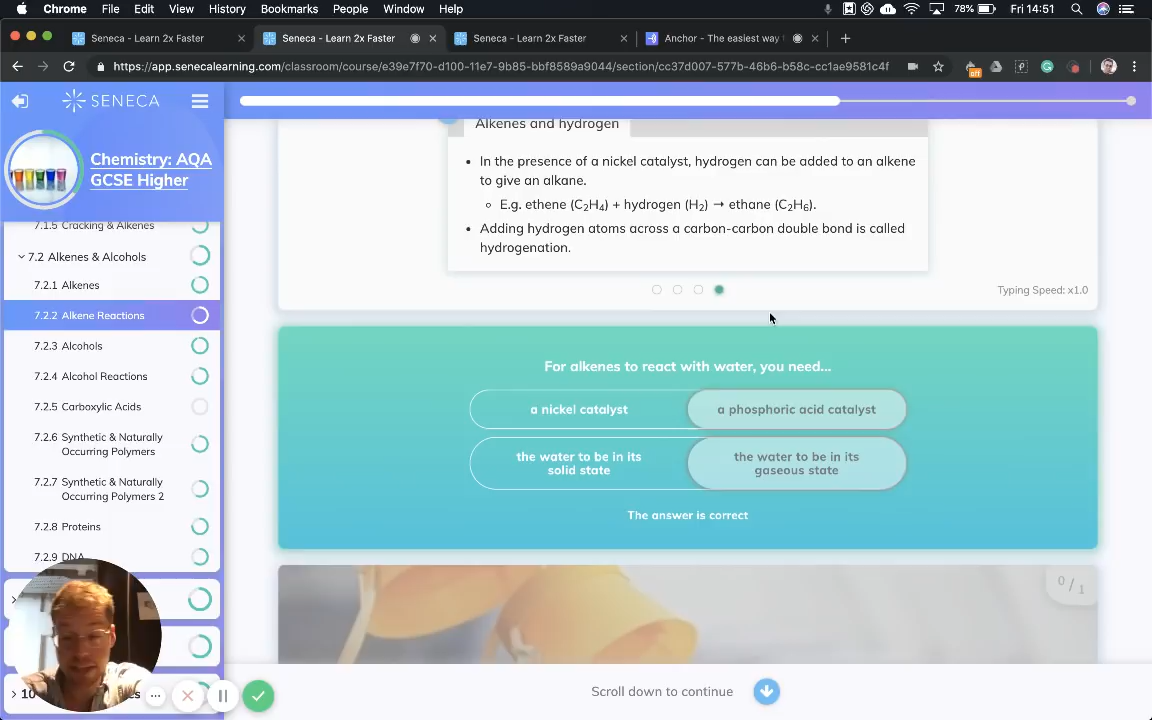 Chrome File Edit View History Bookmarks People Window Help 78% Fri 14:51
Seneca - Learn 2x Faster
Seneca - Learn 2x Faster
Seneca - Learn 2x Faster
Anchor - The easiest way
https://app.senecalearning.com/classroom/course/e39e7f70-d100-11e7-9b85-bbf8589a9044/section/cc37d007-577b-46b6-b58c-cc1ae9581c4f
off
SENECA
Chemistry: AQA
GCSE Higher
7.1.5 Cracking & Alkenes
7.2 Alkenes & Alcohols
7.2.1 Alkenes
7.2.2 Alkene Reactions
7.2.3 Alcohols
7.2.4 Alcohol Reactions
7.2.5 Carboxylic Acids
7.2.6 Synthetic & Naturally
Occurring Polymers
7.2.7 Synthetic & Naturally
Occurring Polymers 2
7.2.8 Proteins
7.2.9 DNA
10
Alkenes and hydrogen
• In the presence of a nickel catalyst, hydrogen can be added to an alkene
to give an alkane.
E.g. ethene (C₂H₄) + hydrogen (H₂) → ethane (C₂H₆).
• Adding hydrogen atoms across a carbon-carbon double bond is called
hydrogenation.
Typing Speed: x1.0
For alkenes to react with water, you need...
a nickel catalyst
a phosphoric acid catalyst
the water to be in its
solid state
the water to be in its
gaseous state
The answer is correct
0 / 1
Scroll down to continue